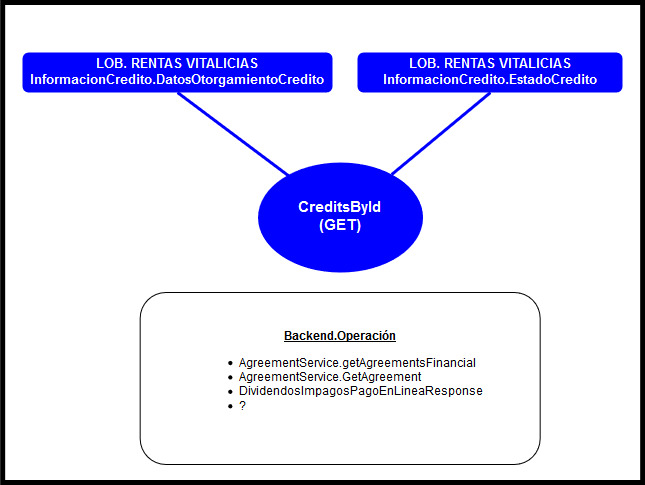 LOB. RENTAS VITALICIAS
InformacionCredito.DatosOtorgamientoCredito
LOB. RENTAS VITALICIAS
InformacionCredito.EstadoCredito
CreditsById
(GET)
Backend.Operación
• AgreementService.getAgreementsFinancial
• AgreementService.GetAgreement
• DividendosImpagosPagoEnLineaResponse
• ?